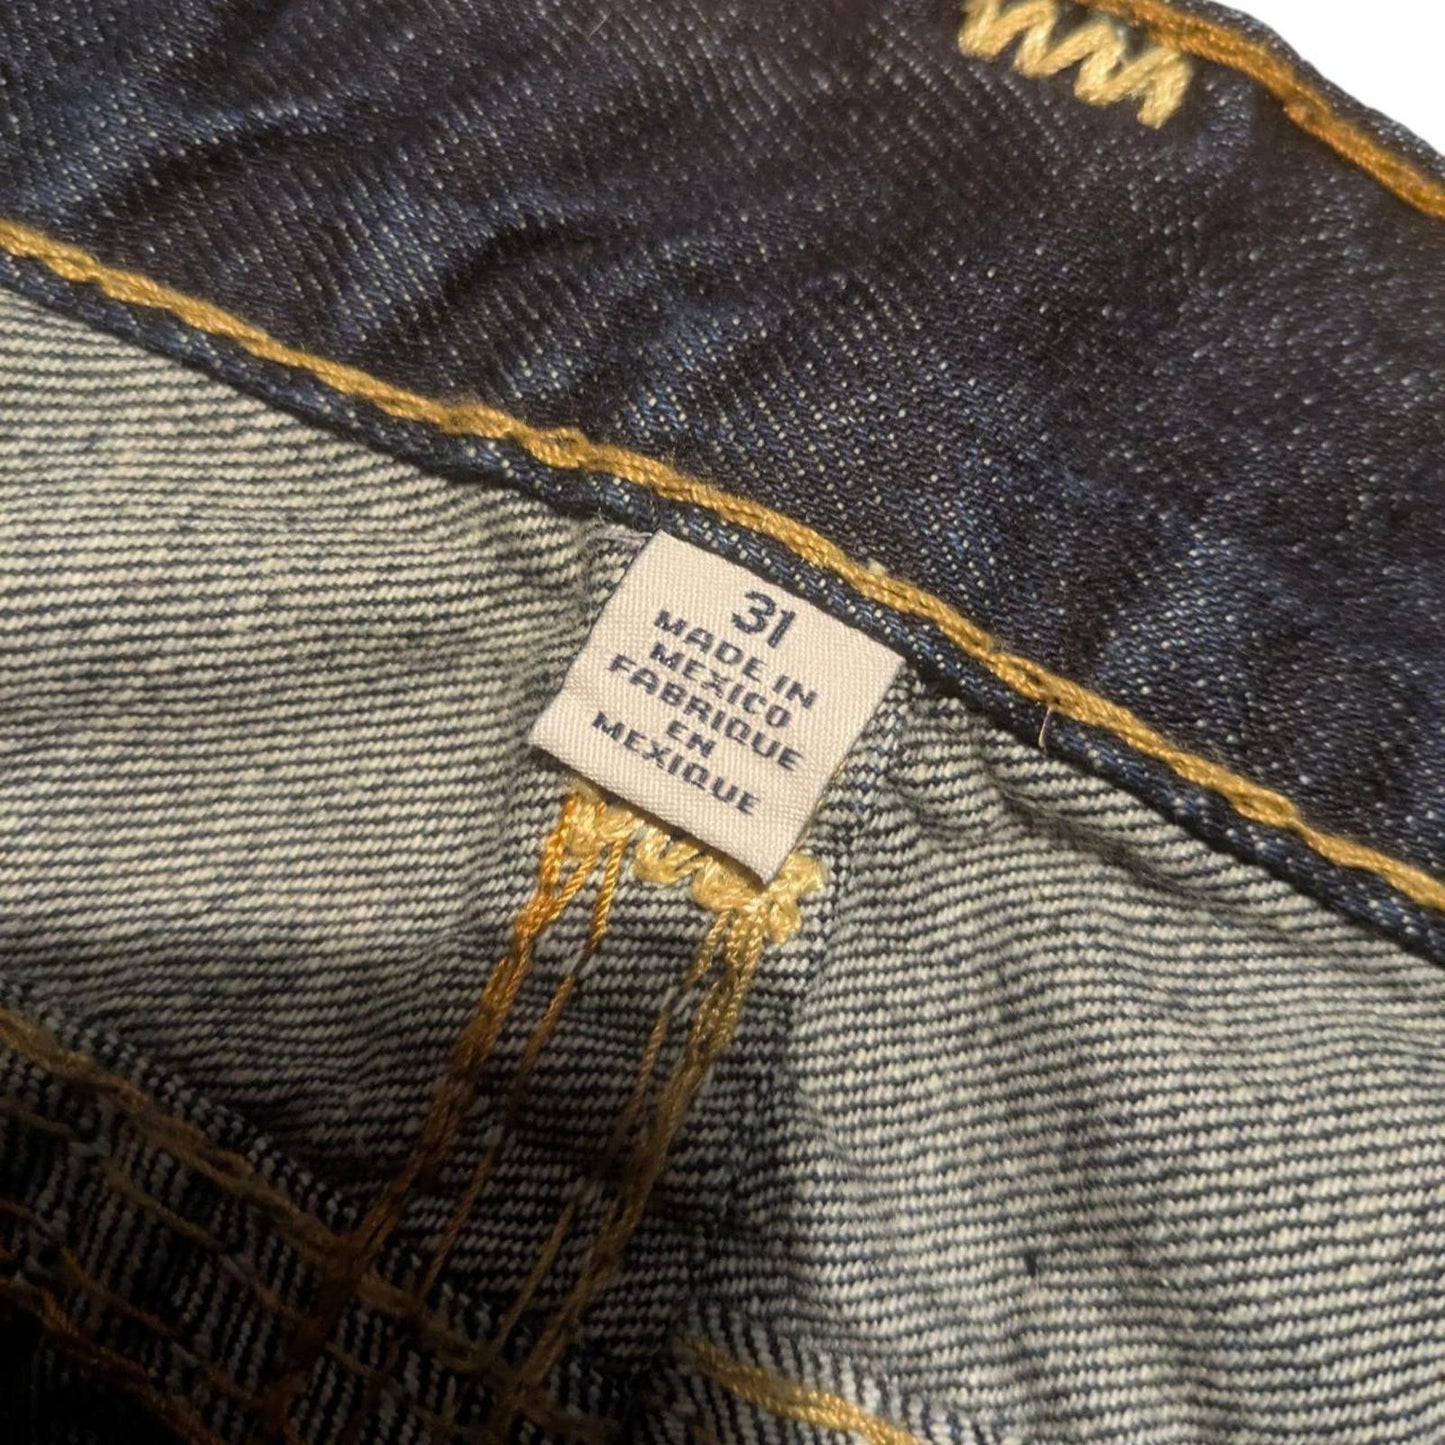 31
MADE IN
MEXICO
FABRIQUE
EN
MEXIQUE